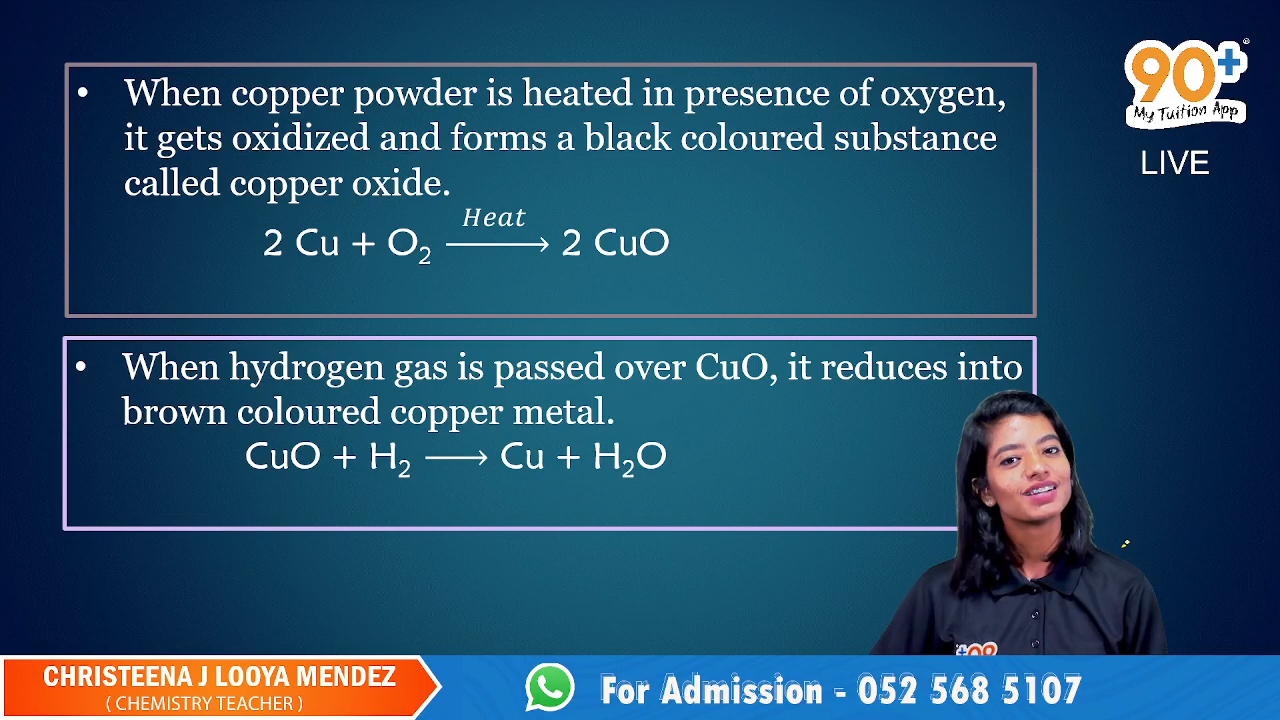 • When copper powder is heated in presence of oxygen,
it gets oxidized and forms a black coloured substance
called copper oxide.
Heat
2 Cu + O₂ ⟶ 2 CuO
• When hydrogen gas is passed over CuO, it reduces into
brown coloured copper metal.
CuO + H₂ ⟶ Cu + H₂O
90+
My Tuition App
LIVE
CHRISTEENA J LOOYA MENDEZ
( CHEMISTRY TEACHER )
For Admission - 052 568 5107